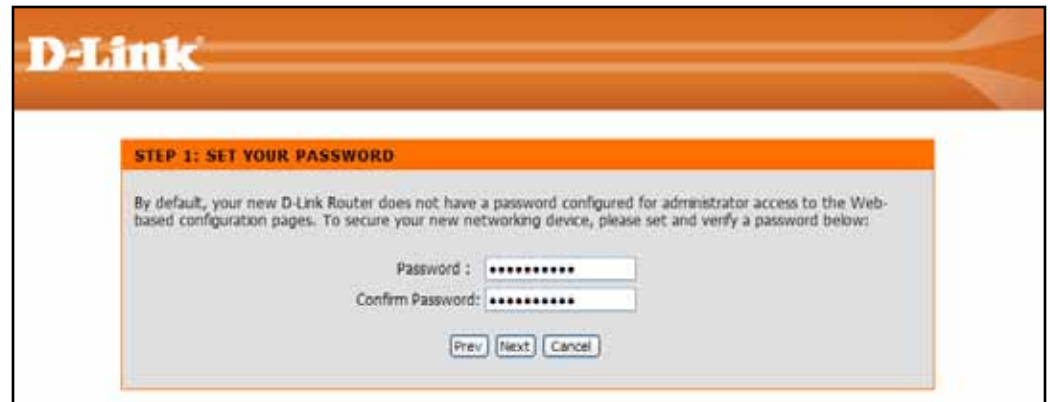 D-Link
STEP 1: SET YOUR PASSWORD
By default, your new D-Link Router does not have a password configured for administrator access to the Web-
based configuration pages. To secure your new networking device, please set and verify a password below:
Password : ••••••••••
Confirm Password: ••••••••••
Prev Next Cancel